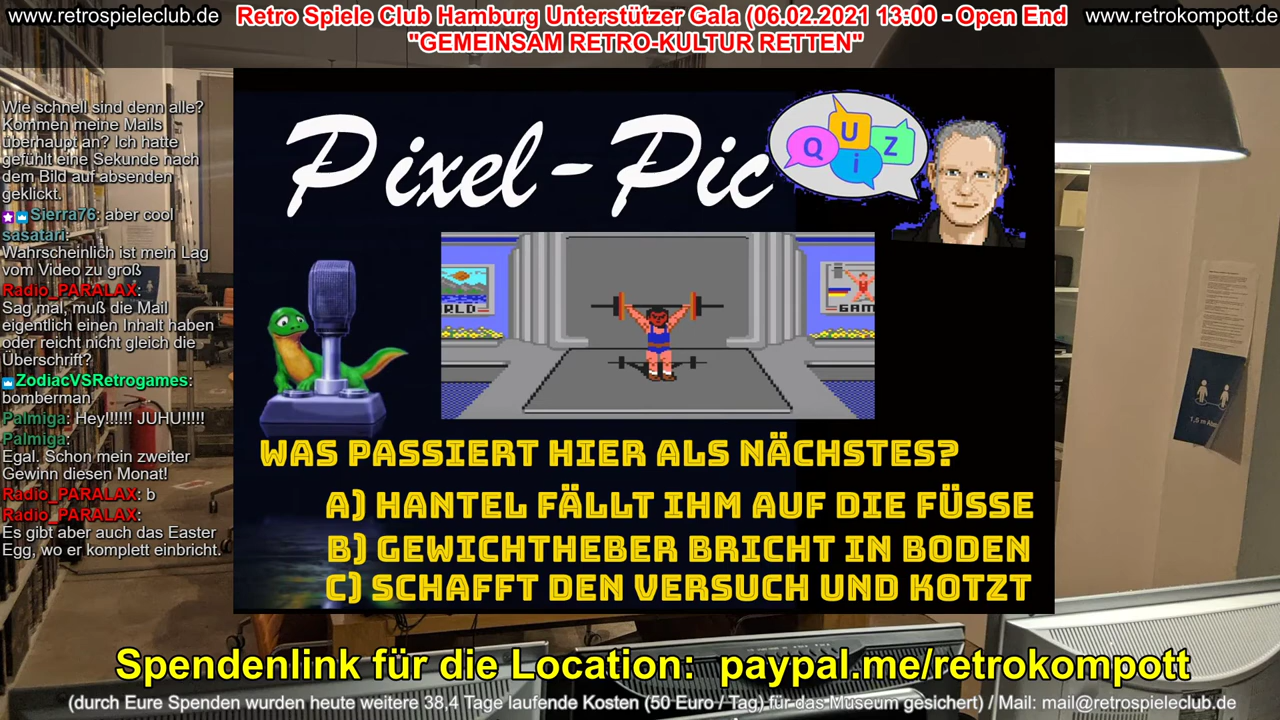 www.retrospieleclub.de
Retro Spiele Club Hamburg Unterstützer Gala (06.02.2021 13:00 - Open End
www.retrokompott.de
"GEMEINSAM RETRO-KULTUR RETTEN"
Wie schnell sind denn alle?
Kommen meine Mails
überhaupt an? Ich hatte
gefühlt eine Sekunde nach
dem Bild auf absenden
geklickt.
Sierra76: aber cool
sasatari:
Wahrscheinlich ist mein Lag
vom Video zu groß
Radio_PARALAX:
Sag mal, muß die Mail
eigentlich einen Inhalt haben
oder reicht nicht gleich die
Überschrift?
ZodiacVSRetrogames:
bomberman
Palmiga: Hey!!!!!! JUHU!!!!!
Palmiga:
Egal. Schon mein zweiter
Gewinn diesen Monat!
Radio_PARALAX: b
Radio_PARALAX:
Es gibt aber auch das Easter
Egg, wo er komplett einbricht.
Pixel-Pic
QUiZ
RLD
GAM
WAS PASSIERT HIER ALS NÄCHSTES?
A) HANTEL FÄLLT IHM AUF DIE FÜSSE
B) GEWICHTHEBER BRICHT IN BODEN
C) SCHAFFT DEN VERSUCH UND KOTZT
1,5 m
Spendenlink für die Location: paypal.me/retrokompott
(durch Eure Spenden wurden heute weitere 38,4 Tage laufende Kosten (50 Euro / Tag) für das Museum gesichert) / Mail: mail@retrospieleclub.de